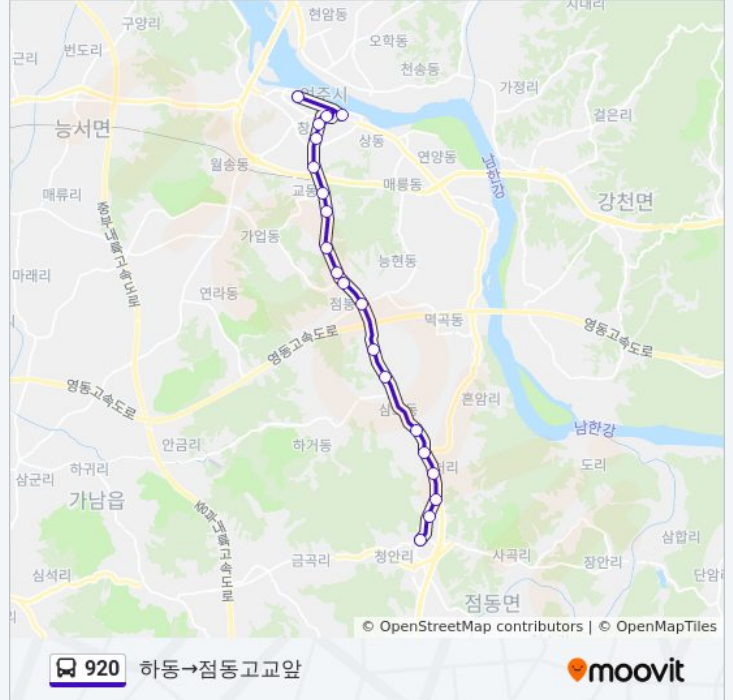 현암동
구양리
번도리
오학동
천송동
가정리
걸은리
여주시
능서면
상동
연양동
월송동
매룡동
남한강
강천면
매류리
교동
중부내륙고속도로
가업동
능현동
마래리
연라동
점봉
멱곡동
영동고속도로
영동고속도로
영동고속도로
흔암리
남한강
안금리
하거동
하귀리
도리
삼군리
가남읍
중부내륙고속도로
삼합리
금곡리
청안리
사곡리
장안리
심석리
점동면
© OpenStreetMap contributors | © OpenMapTiles
920 하동→점동고교앞
moovit